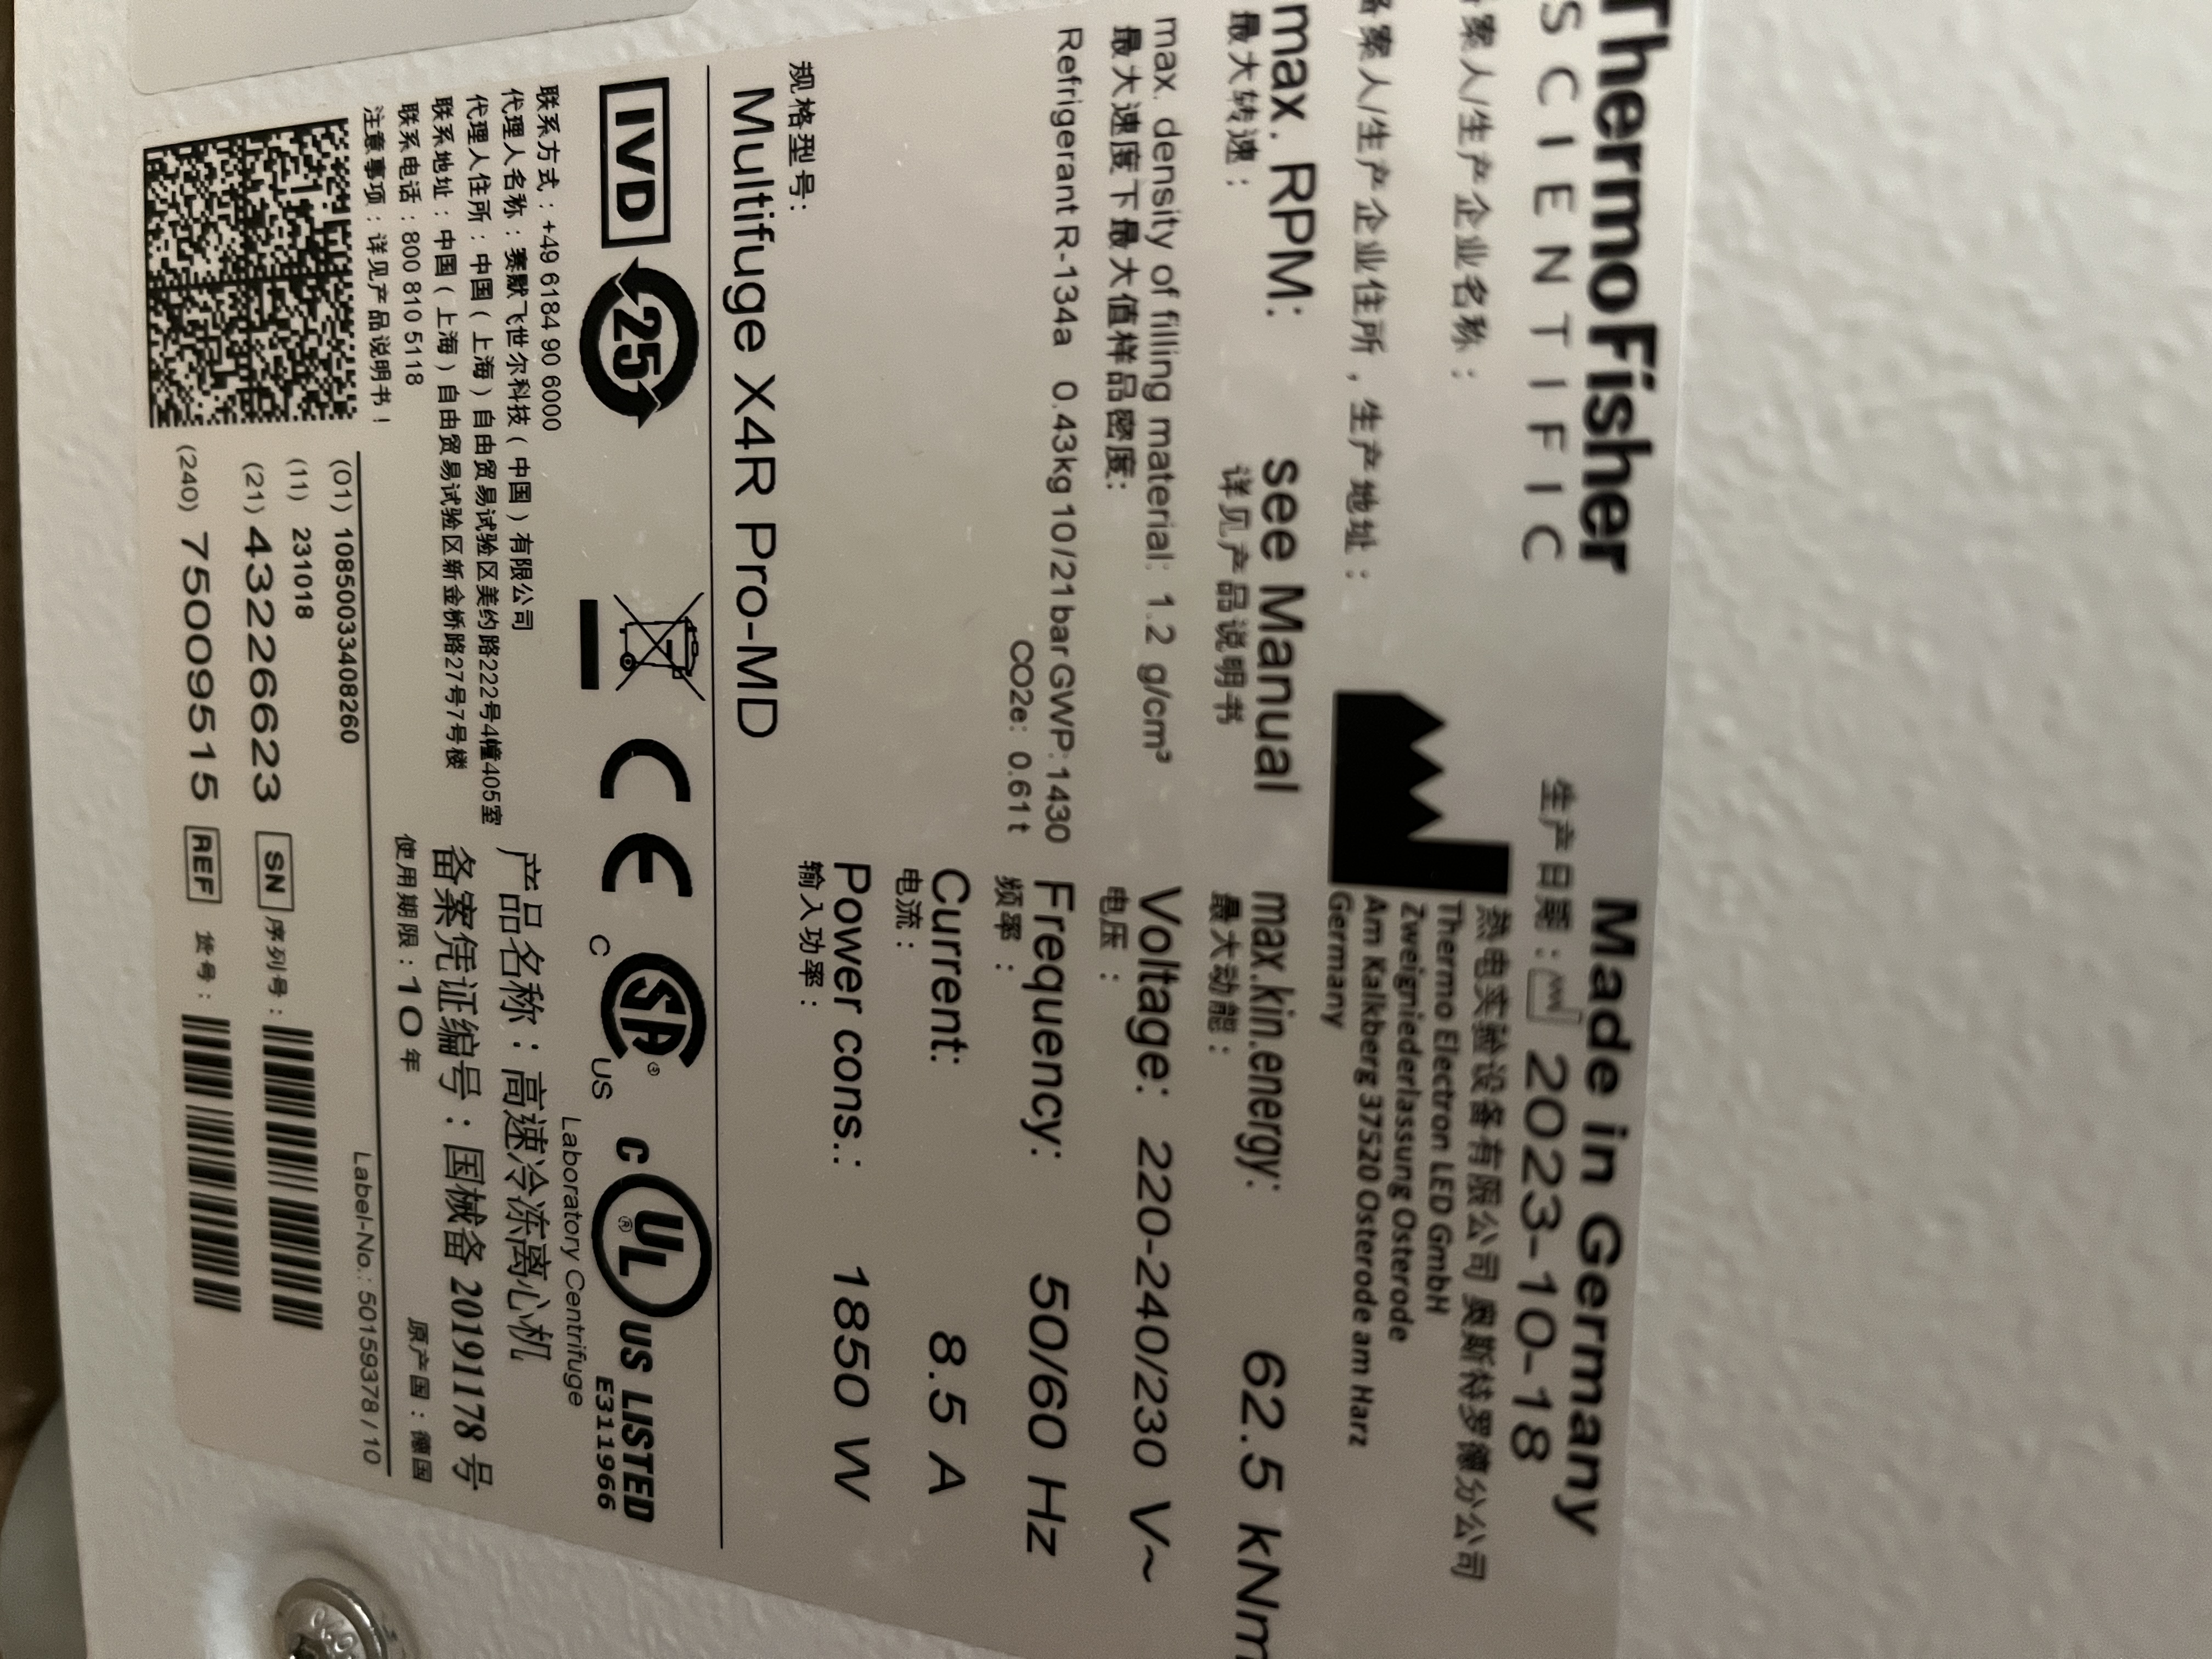 ThermoFisher
SCIENTIFIC
Made in Germany
生产日期： 2023-10-18
备案人/生产企业名称：
热电实验设备有限公司 奥斯特罗德分公司
Thermo Electron LED GmbH
Zweigniederlassung Osterode
Am Kalkberg 37520 Osterode am Harz
Germany
备案人/生产企业住所，生产地址：
max. RPM: see Manual
最大转速： 详见产品说明书
max.kin.energy: 62.5 kNm
最大动能：
max. density of filling material: 1.2 g/cm³
最大速度下最大值样品密度:
Voltage: 220-240/230 V~
电压：
Refrigerant R-134a 0.43kg 10/21bar GWP:1430
CO2e: 0.61t
Frequency: 50/60 Hz
频率：
Current: 8.5 A
电流：
Power cons.: 1850 W
输入功率：
规格型号:
Multifuge X4R Pro-MD
IVD
25
CE
C SA® US
c UL® US LISTED
E311966
Laboratory Centrifuge
联系方式：+49 6184 90 6000
代理人名称：赛默飞世尔科技（中国）有限公司
代理人住所：中国（上海）自由贸易试验区美约路222号4幢405室
联系地址：中国（上海）自由贸易试验区新金桥路27号7号楼
联系电话：800 810 5118
注意事项：详见产品说明书！
产品名称：高速冷冻离心机
备案凭证编号：国械备20191178号
使用期限：10年
原产国：德国
Label-No.: 50159378/10
(01) 10850033408260
(11) 231018
(21) 43226623 SN 序列号：
(240) 75009515 REF 货号：